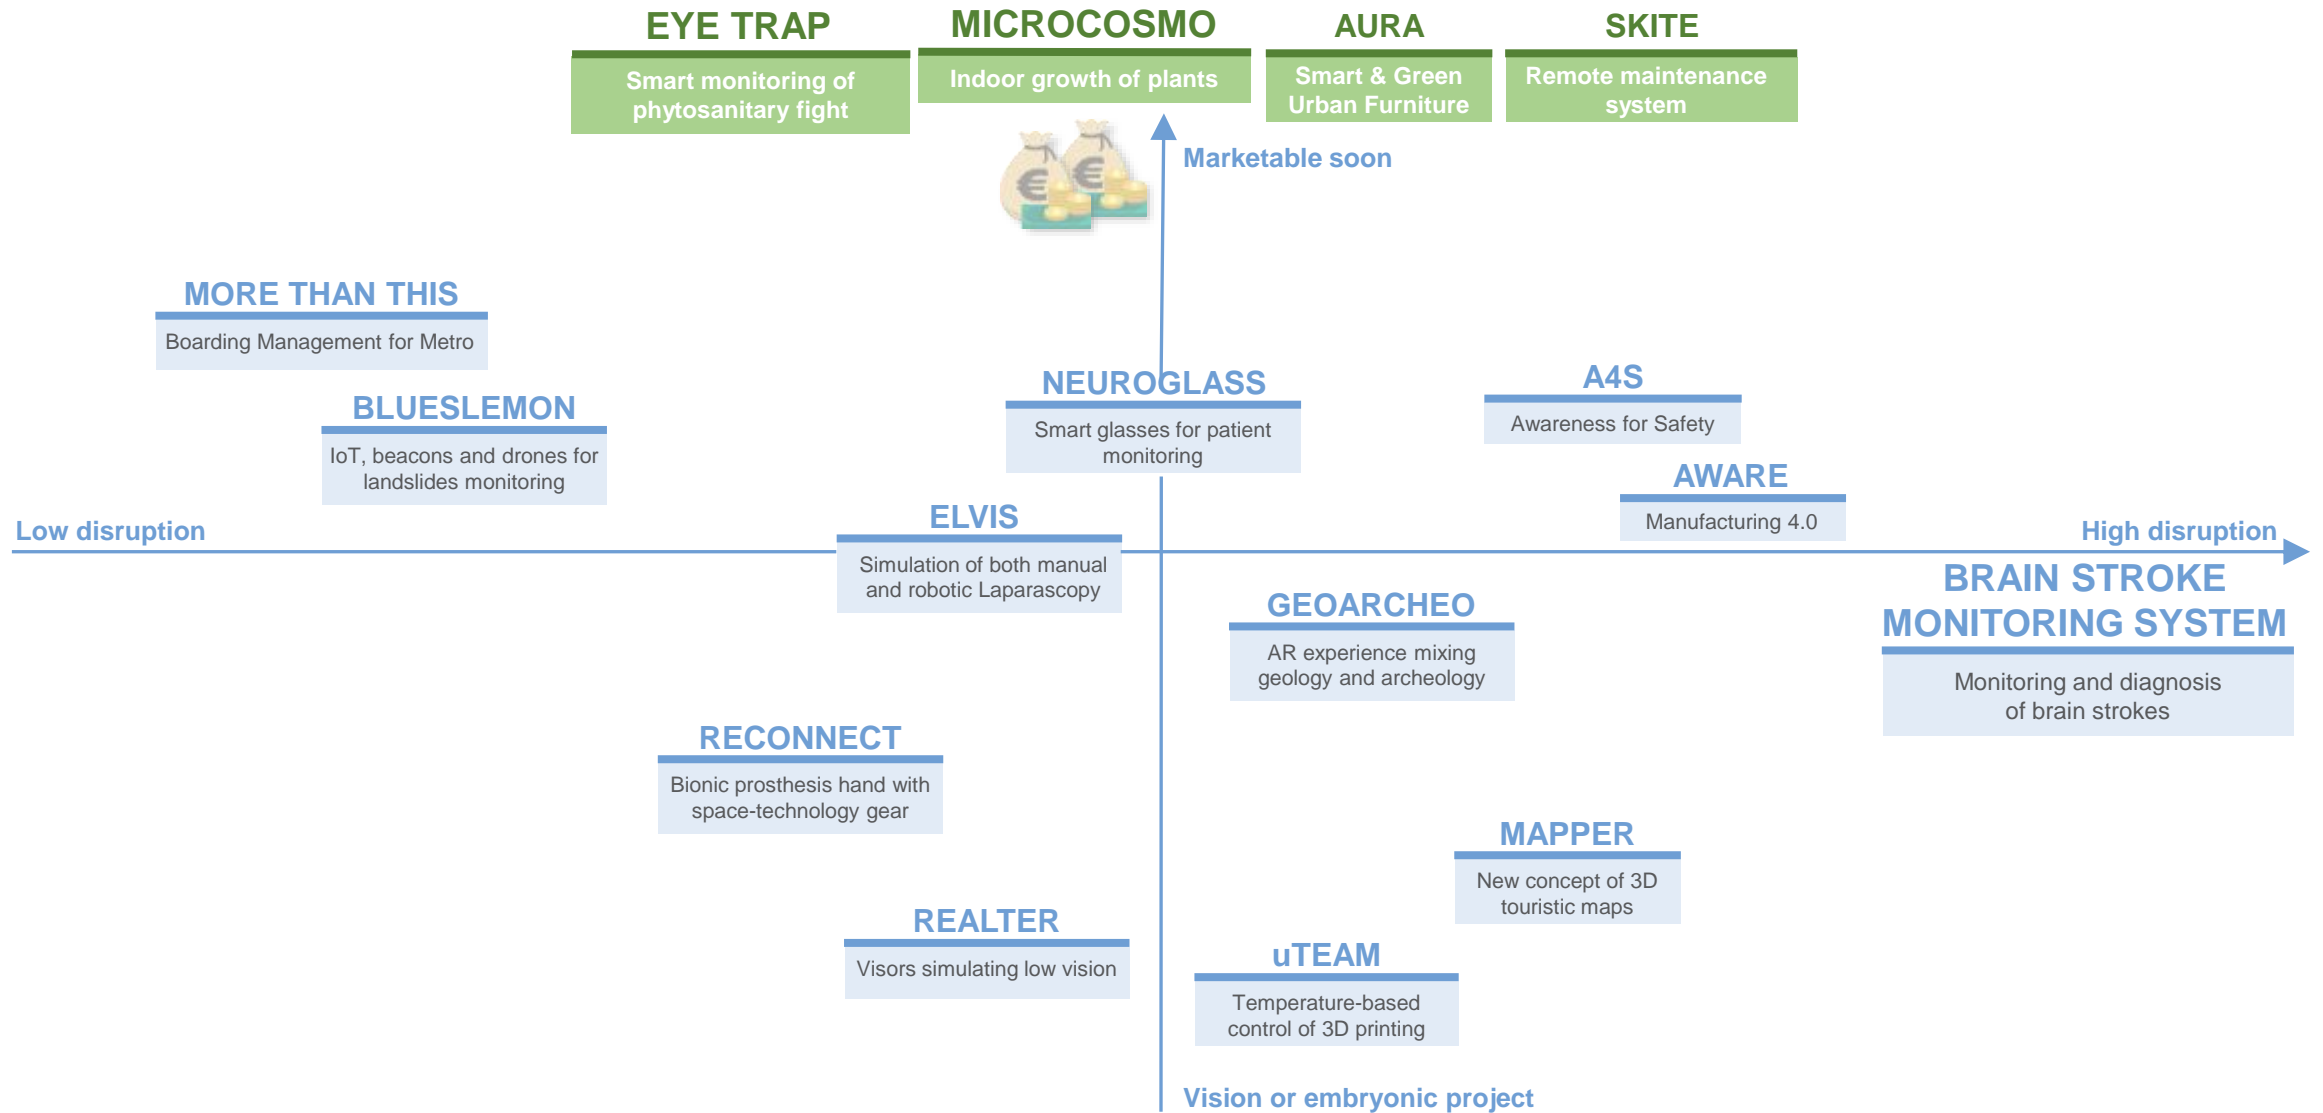 EYE TRAP
Smart monitoring of
phytosanitary fight
MICROCOSMO
Indoor growth of plants
AURA
Smart & Green
Urban Furniture
SKITE
Remote maintenance
system
Marketable soon
€ €
MORE THAN THIS
Boarding Management for Metro
BLUESLEMON
IoT, beacons and drones for
landslides monitoring
NEUROGLASS
Smart glasses for patient
monitoring
A4S
Awareness for Safety
AWARE
Manufacturing 4.0
Low disruption
High disruption
ELVIS
Simulation of both manual
and robotic Laparascopy
GEOARCHEO
AR experience mixing
geology and archeology
BRAIN STROKE
MONITORING SYSTEM
Monitoring and diagnosis
of brain strokes
RECONNECT
Bionic prosthesis hand with
space-technology gear
MAPPER
New concept of 3D
touristic maps
REALTER
Visors simulating low vision
uTEAM
Temperature-based
control of 3D printing
Vision or embryonic project